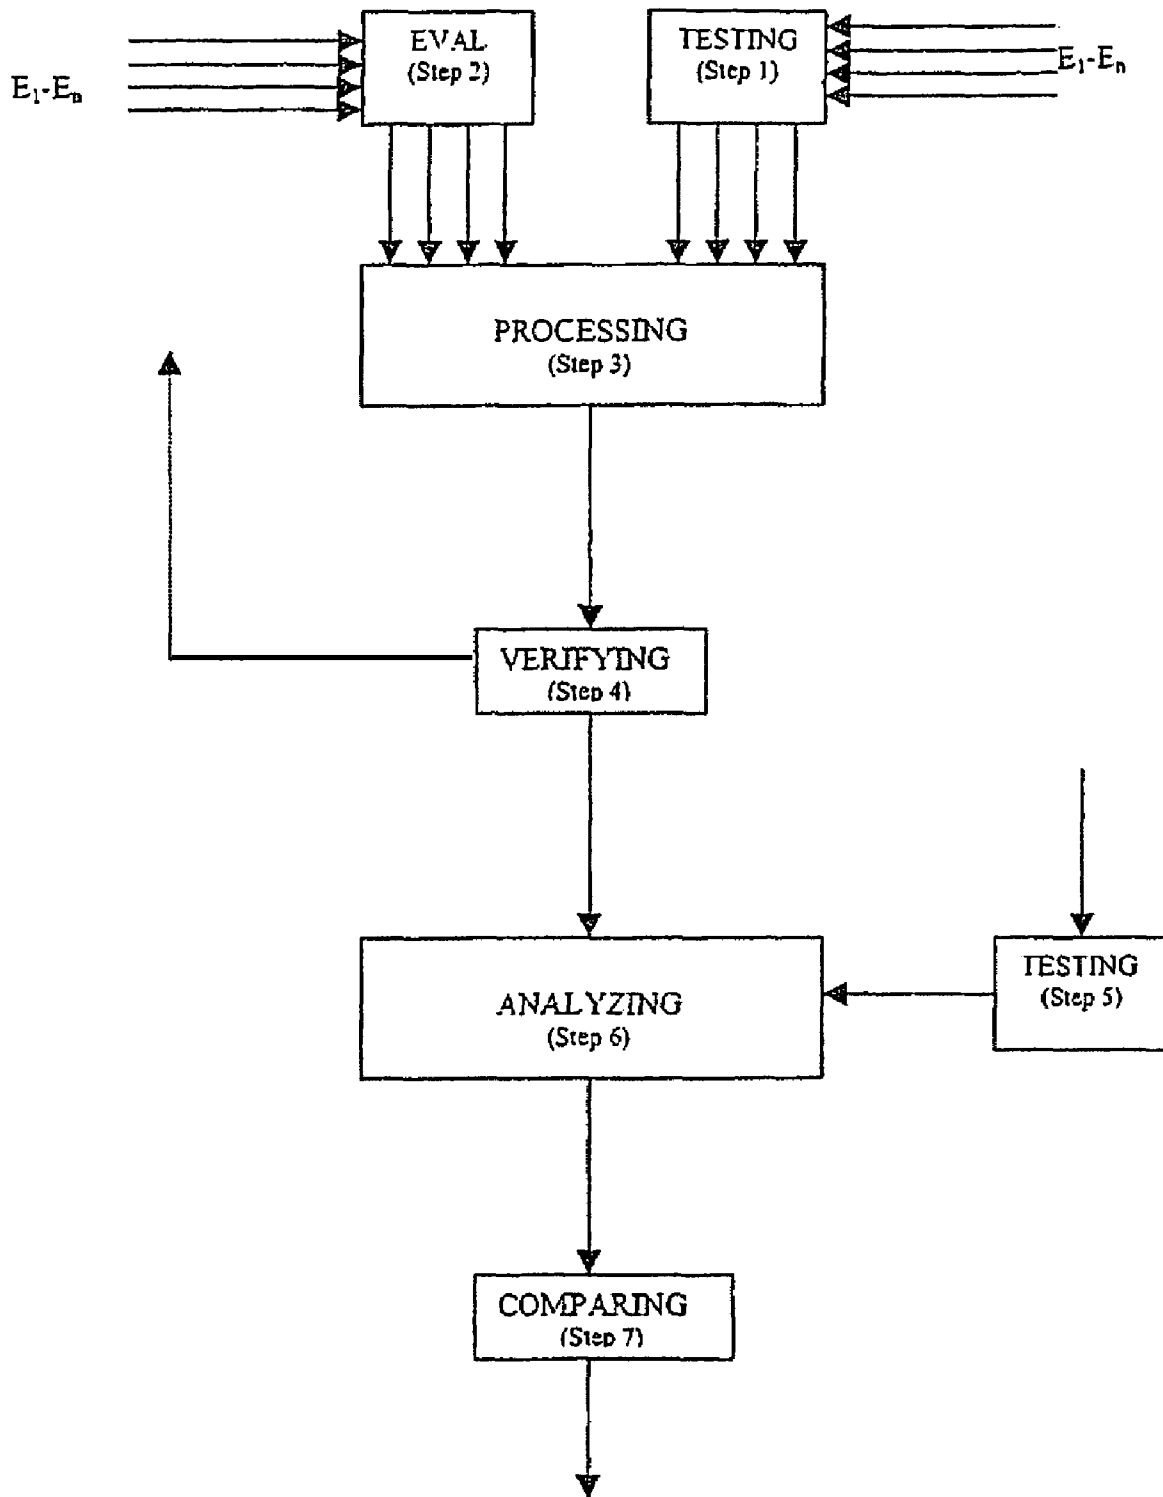 EVAL
(Step 2)
TESTING
(Step 1)
E₁-Eₙ
E₁-Eₙ
PROCESSING
(Step 3)
VERIFYING
(Step 4)
TESTING
(Step 5)
ANALYZING
(Step 6)
COMPARING
(Step 7)